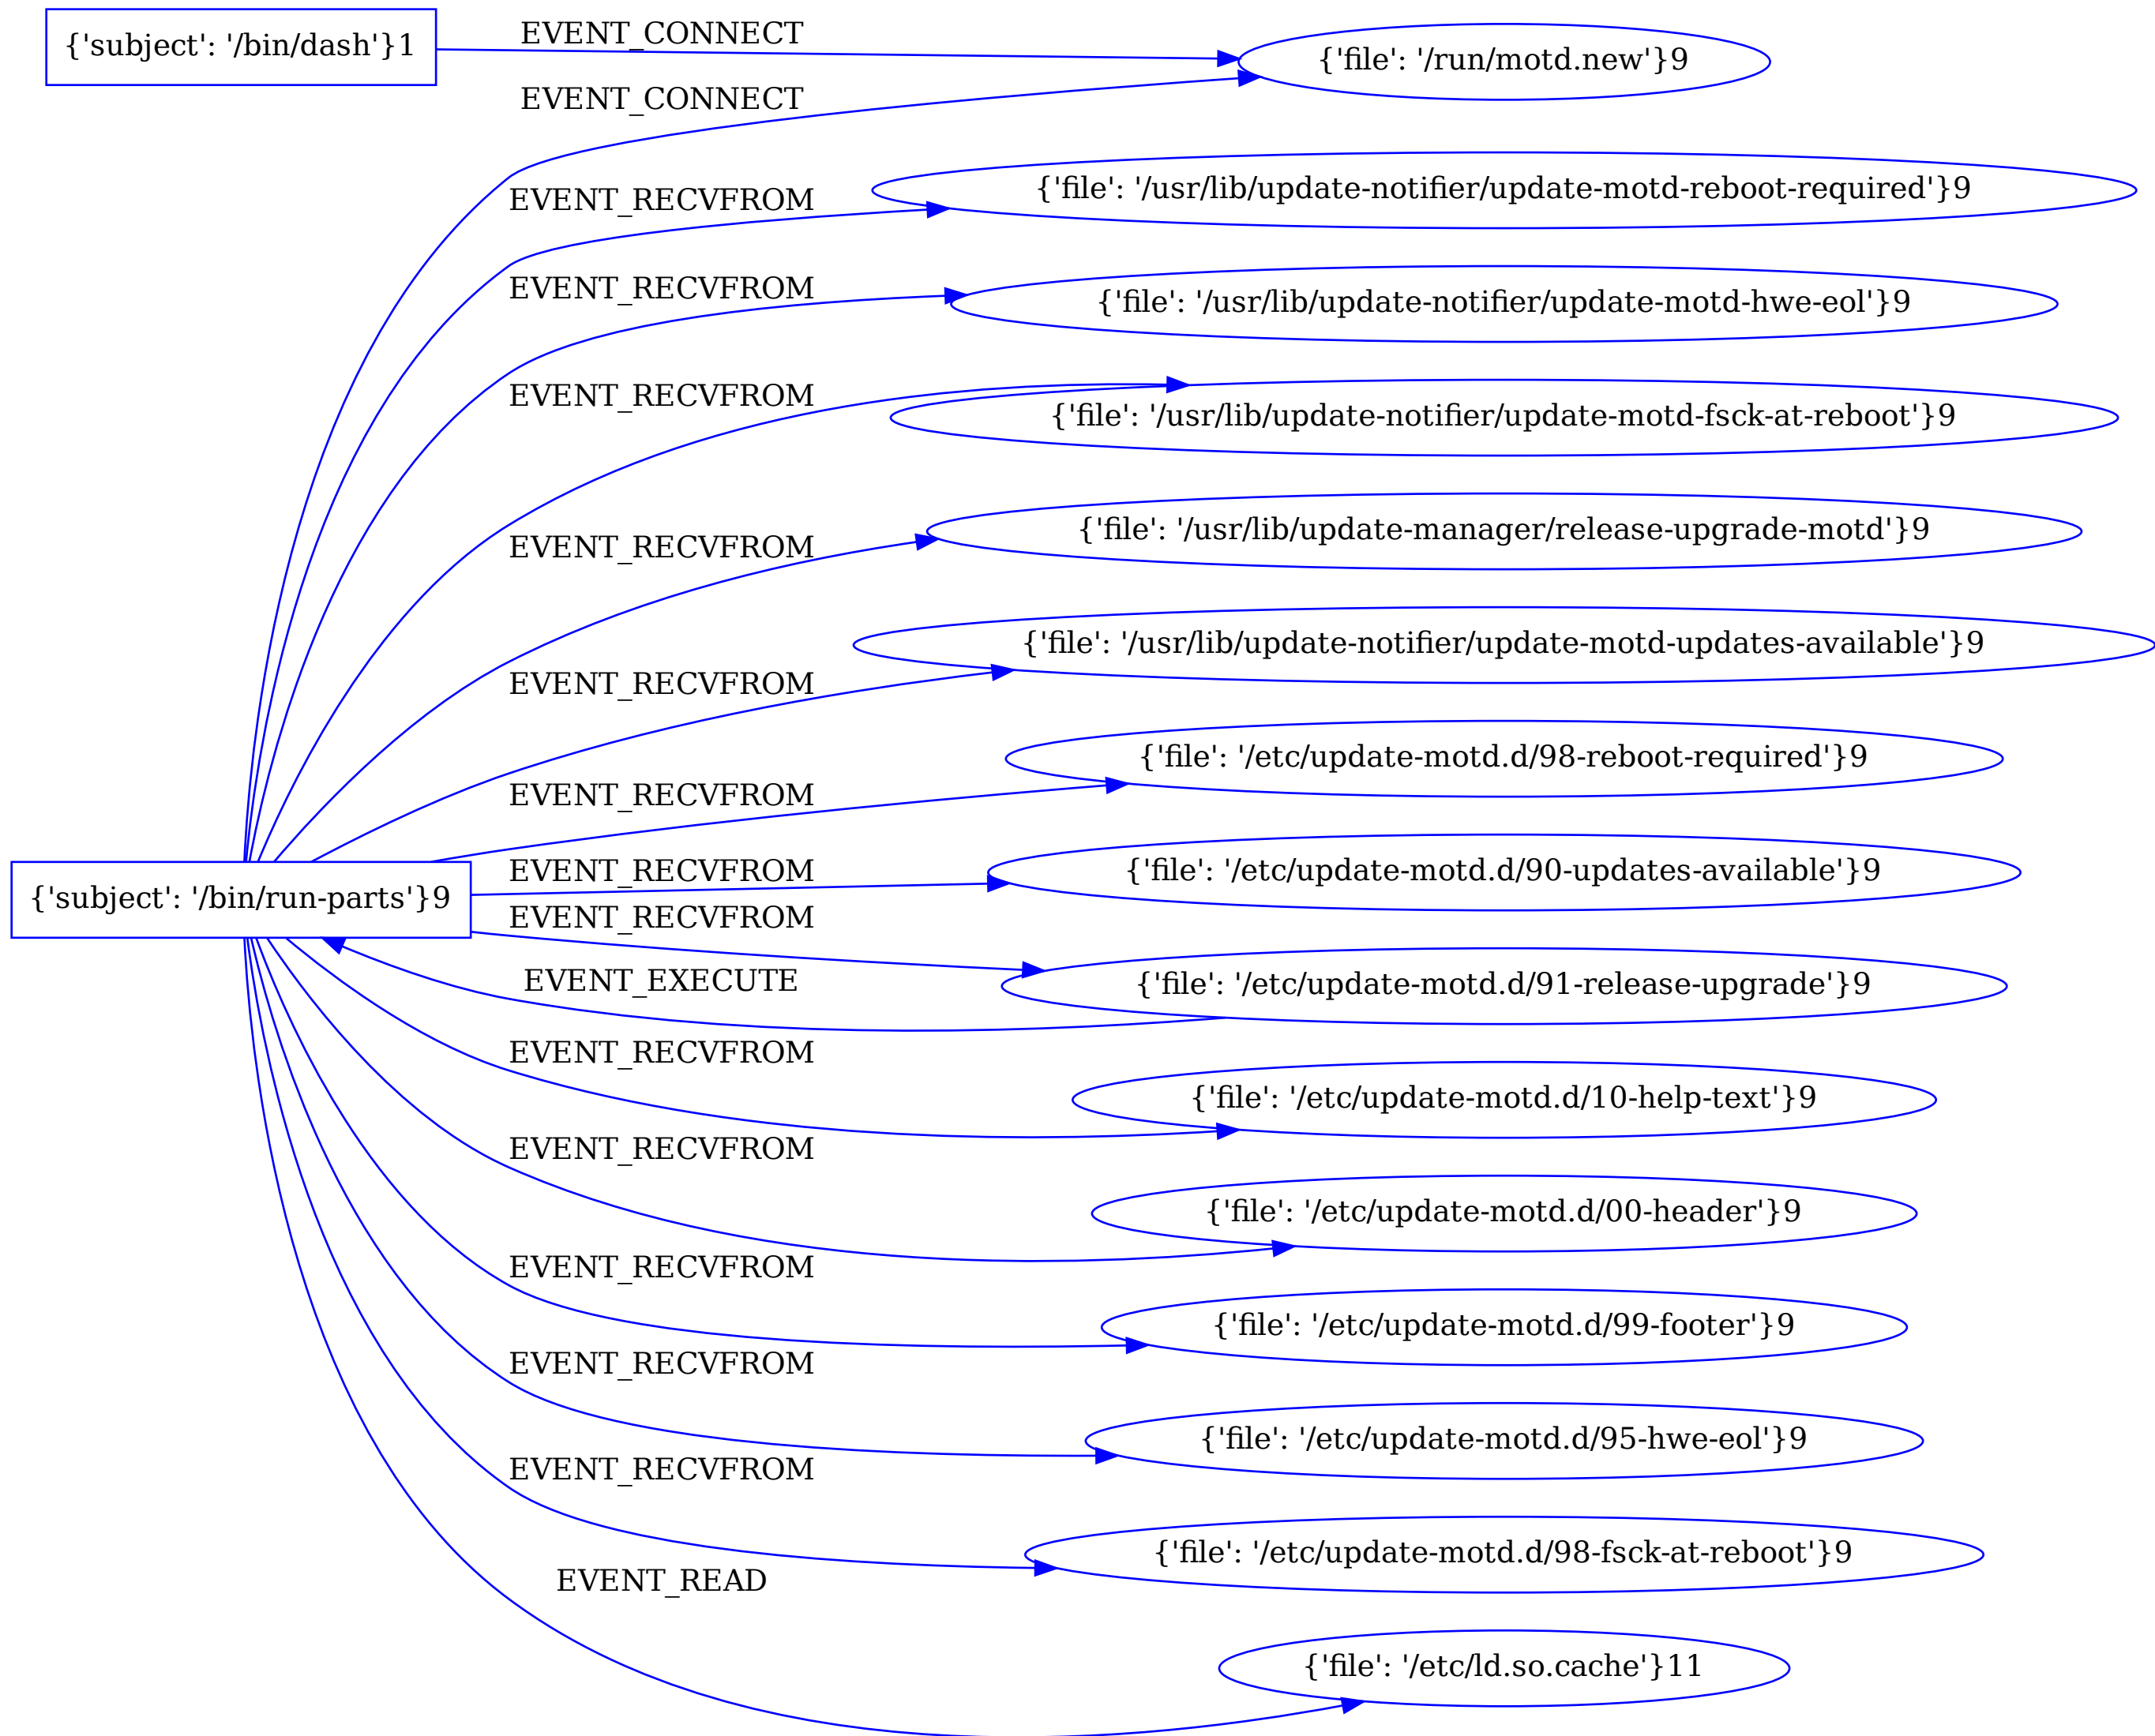 {'subject': '/bin/dash'}1
EVENT_CONNECT
{'file': '/run/motd.new'}9
EVENT_CONNECT
EVENT_RECVFROM
{'file': '/usr/lib/update-notifier/update-motd-reboot-required'}9
EVENT_RECVFROM
{'file': '/usr/lib/update-notifier/update-motd-hwe-eol'}9
EVENT_RECVFROM
{'file': '/usr/lib/update-notifier/update-motd-fsck-at-reboot'}9
EVENT_RECVFROM
{'file': '/usr/lib/update-manager/release-upgrade-motd'}9
EVENT_RECVFROM
{'file': '/usr/lib/update-notifier/update-motd-updates-available'}9
EVENT_RECVFROM
{'file': '/etc/update-motd.d/98-reboot-required'}9
{'subject': '/bin/run-parts'}9
EVENT_RECVFROM
{'file': '/etc/update-motd.d/90-updates-available'}9
EVENT_RECVFROM
EVENT_EXECUTE
{'file': '/etc/update-motd.d/91-release-upgrade'}9
EVENT_RECVFROM
{'file': '/etc/update-motd.d/10-help-text'}9
EVENT_RECVFROM
{'file': '/etc/update-motd.d/00-header'}9
EVENT_RECVFROM
{'file': '/etc/update-motd.d/99-footer'}9
EVENT_RECVFROM
{'file': '/etc/update-motd.d/95-hwe-eol'}9
EVENT_RECVFROM
{'file': '/etc/update-motd.d/98-fsck-at-reboot'}9
EVENT_READ
{'file': '/etc/ld.so.cache'}11